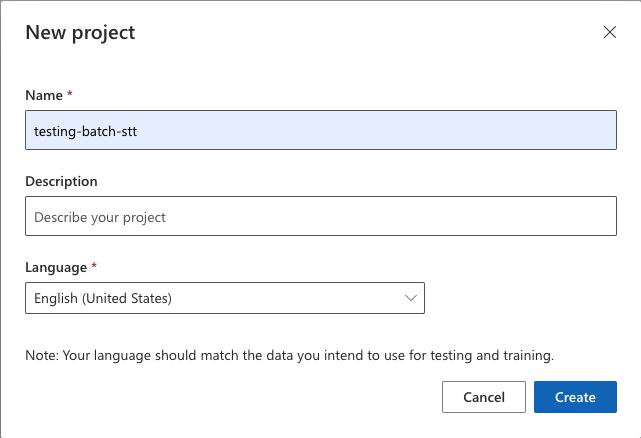 New project
Name *
testing-batch-stt
Description
Describe your project
Language *
English (United States)
Note: Your language should match the data you intend to use for testing and training.
Cancel
Create